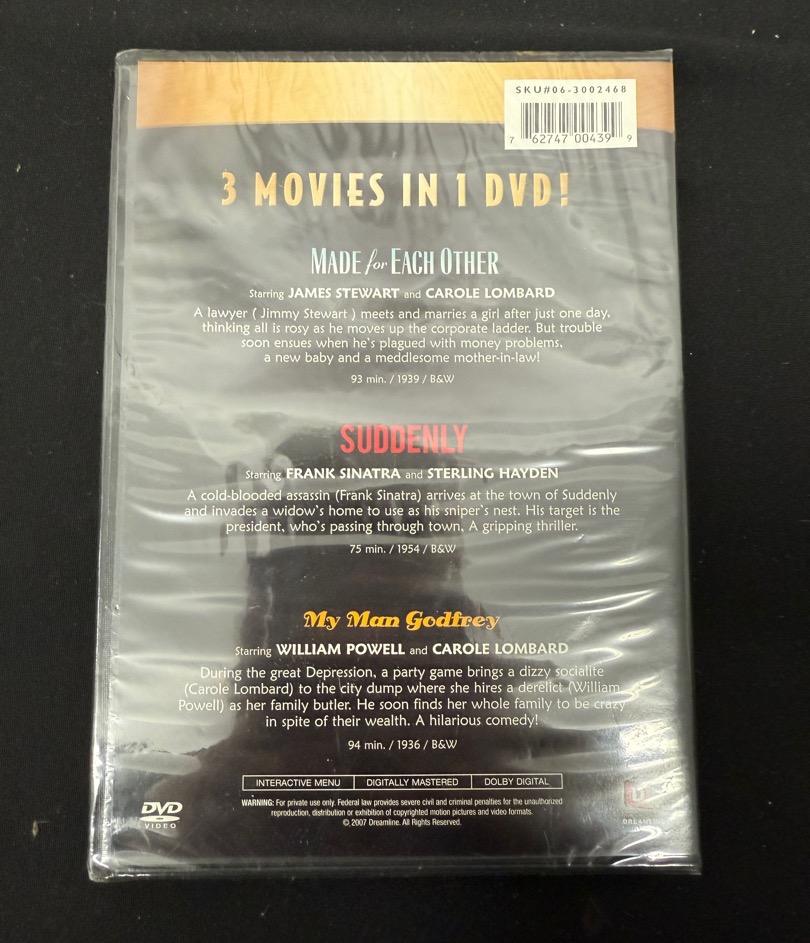 SKU#06-3002468
7 62747 00439 9
3 MOVIES IN 1 DVD!
MADE for EACH OTHER
Starring JAMES STEWART and CAROLE LOMBARD
A lawyer ( Jimmy Stewart ) meets and marries a girl after just one day,
thinking all is rosy as he moves up the corporate ladder. But trouble
soon ensues when he's plagued with money problems,
a new baby and a meddlesome mother-in-law!
93 min. / 1939 / B&W
SUDDENLY
Starring FRANK SINATRA and STERLING HAYDEN
A cold-blooded assassin (Frank Sinatra) arrives at the town of Suddenly
and invades a widow's home to use as his sniper's nest. His target is the
president, who's passing through town. A gripping thriller.
75 min. / 1954 / B&W
My Man Godfrey
Starring WILLIAM POWELL and CAROLE LOMBARD
During the great Depression, a party game brings a dizzy socialite
(Carole Lombard) to the city dump where she hires a derelict (William
Powell) as her family butler. He soon finds her whole family to be crazy
in spite of their wealth. A hilarious comedy!
94 min. / 1936 / B&W
INTERACTIVE MENU DIGITALLY MASTERED DOLBY DIGITAL
WARNING: For private use only. Federal law provides severe civil and criminal penalties for the unauthorized
reproduction, distribution or exhibition of copyrighted motion pictures and video formats.
© 2007 Dreamline. All Rights Reserved.
DVD
VIDEO